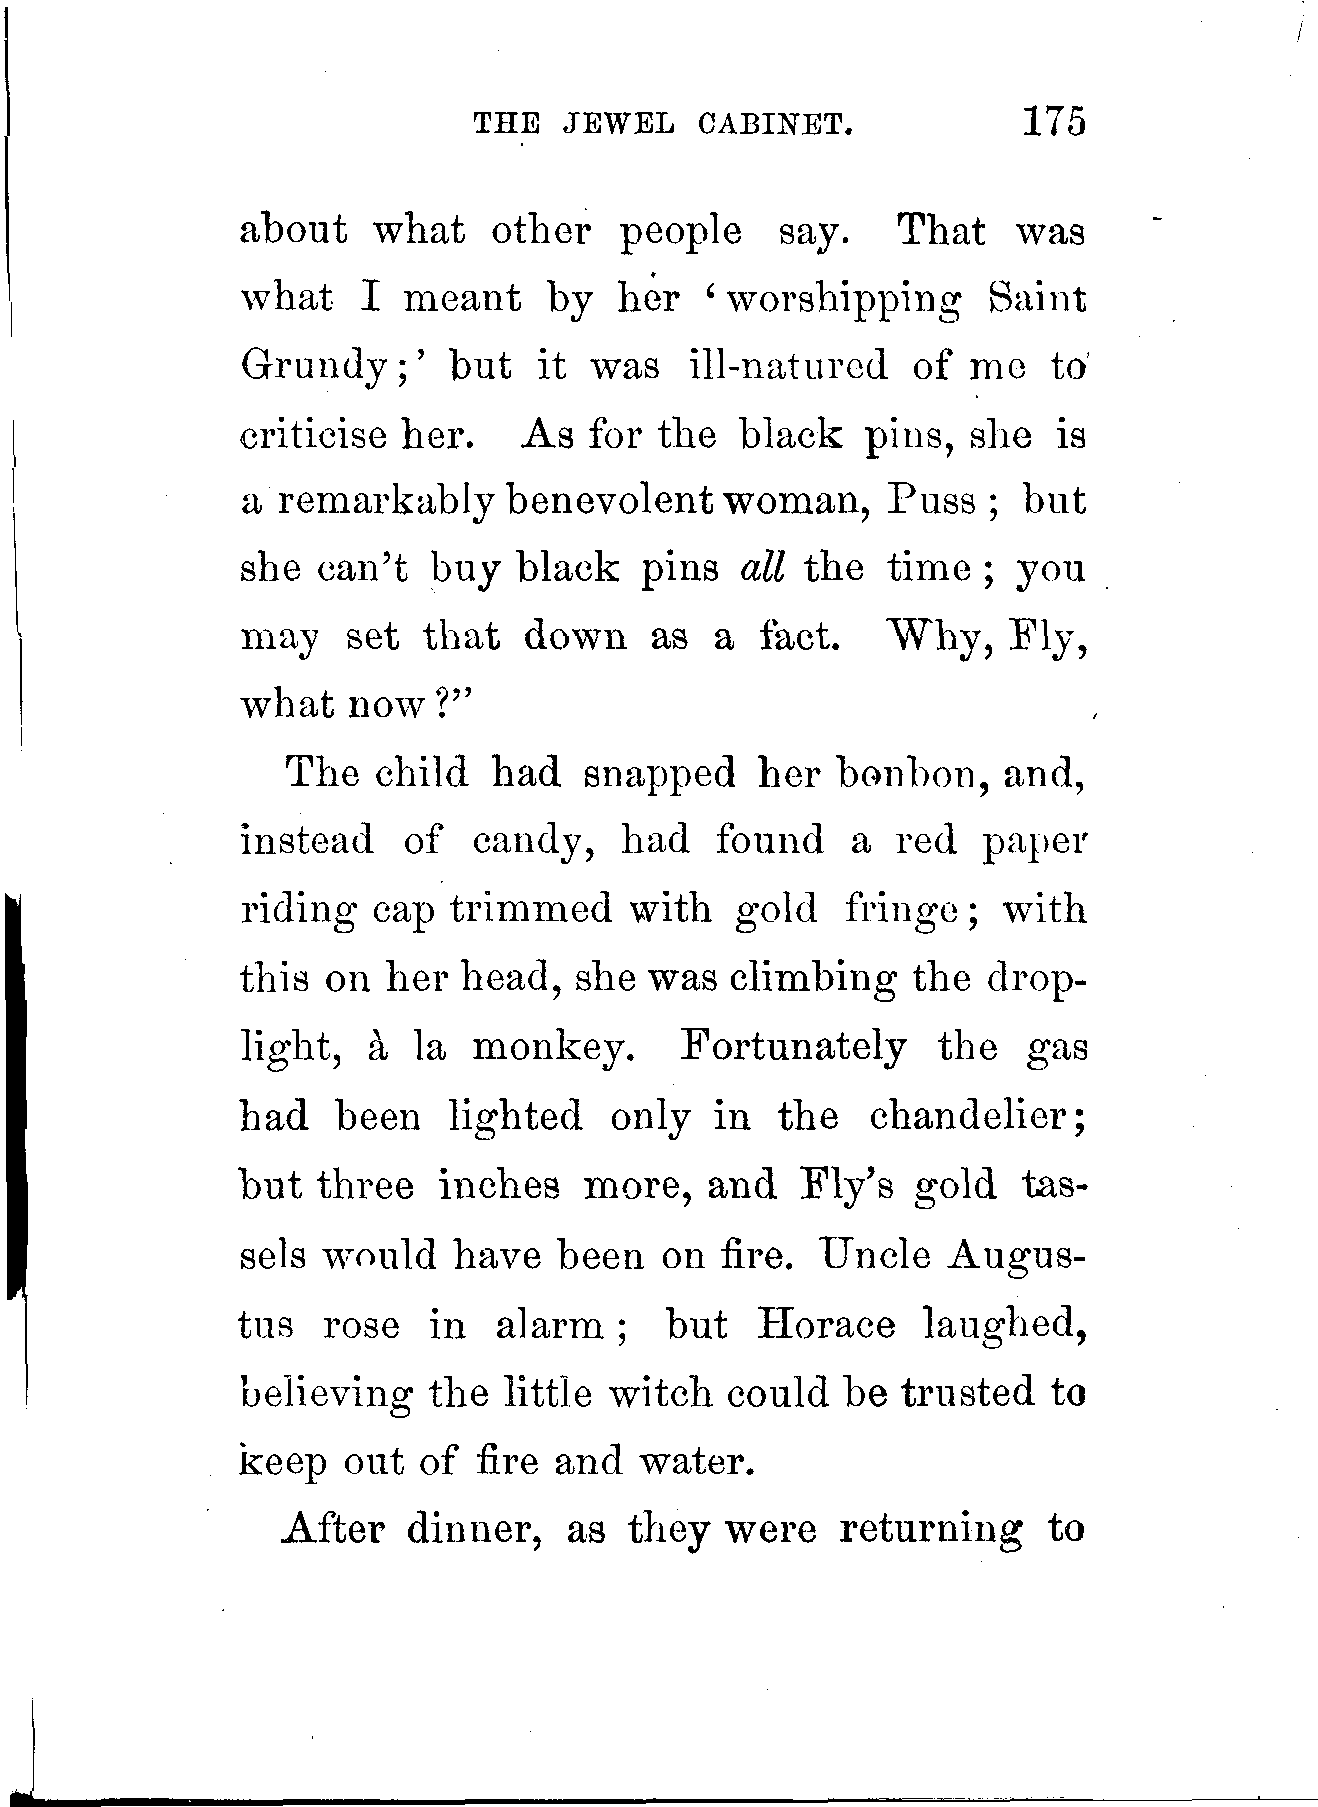 THE JEWEL CABINET. 175
about what other people say. That was
what I meant by her ‘worshipping Saint
Grundy;’ but it was ill-natured of me to
criticise her. As for the black pins, she is
a remarkably benevolent woman, Puss; but
she can’t buy black pins all the time; you
may set that down as a fact. Why, Fly,
what now?”
The child had snapped her bonbon, and,
instead of candy, had found a red paper
riding cap trimmed with gold fringe; with
this on her head, she was climbing the drop-
light, à la monkey. Fortunately the gas
had been lighted only in the chandelier;
but three inches more, and Fly’s gold tas-
sels would have been on fire. Uncle Augus-
tus rose in alarm; but Horace laughed,
believing the little witch could be trusted to
keep out of fire and water.
After dinner, as they were returning to